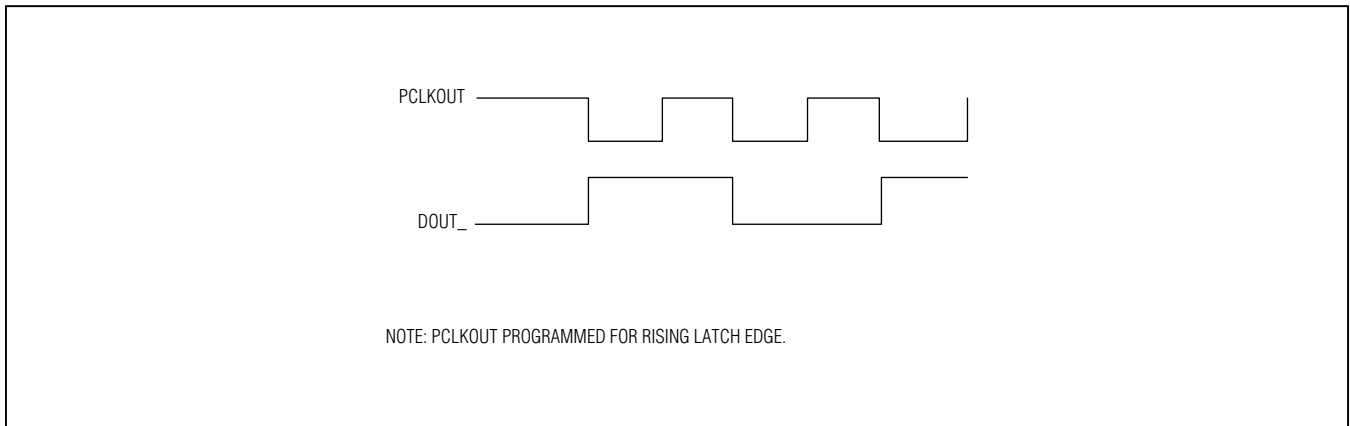 PCLKOUT
DOUT_
NOTE: PCLKOUT PROGRAMMED FOR RISING LATCH EDGE.